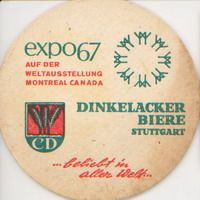 expo67
AUF DER
WELTAUSSTELLUNG
MONTREAL CANADA
DINKELACKER
BIERE
STUTTGART
CD
...beliebt in
aller Welt...